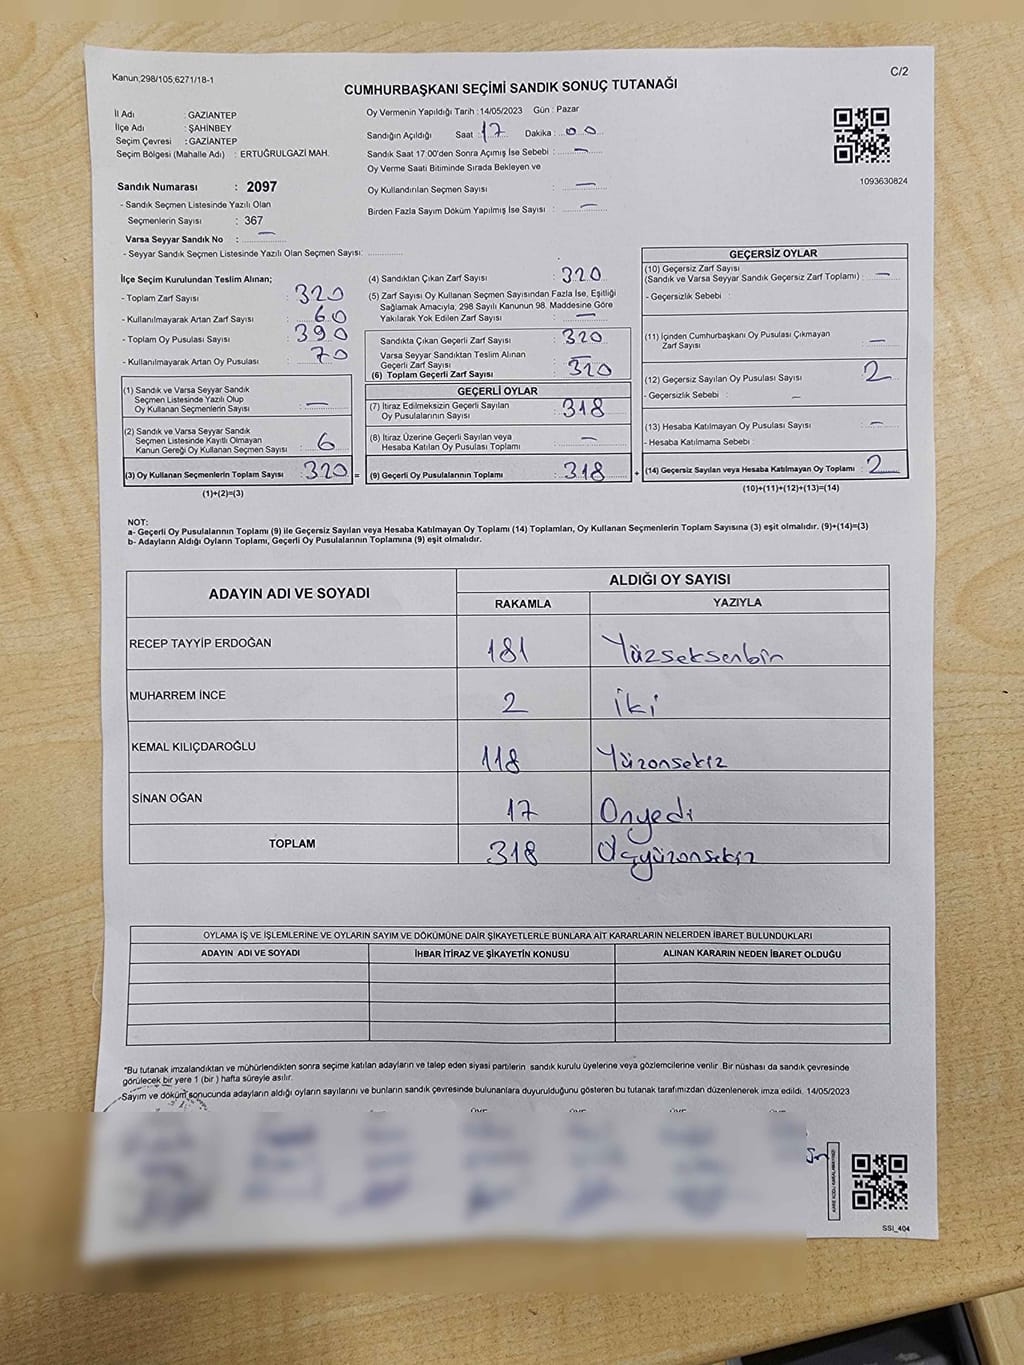 Kanun,298/105,6271/18-1
C/2
CUMHURBAŞKANI SEÇİMİ SANDIK SONUÇ TUTANAĞI
İl Adı : GAZİANTEP
İlçe Adı : ŞAHİNBEY
Seçim Çevresi : GAZİANTEP
Seçim Bölgesi (Mahalle Adı) : ERTUĞRULGAZİ MAH.
Sandık Numarası : 2097
- Sandık Seçmen Listesinde Yazılı Olan
Seçmenlerin Sayısı : 367
Varsa Seyyar Sandık No : —
- Seyyar Sandık Seçmen Listesinde Yazılı Olan Seçmen Sayısı:
Oy Vermenin Yapıldığı Tarih : 14/05/2023 Gün : Pazar
Sandığın Açıldığı Saat : 17 Dakika : 00
Sandık Saat 17.00'den Sonra Açımış İse Sebebi : —
Oy Verme Saati Bitiminde Sırada Bekleyen ve
Oy Kullandırılan Seçmen Sayısı : —
Birden Fazla Sayım Döküm Yapılmış İse Sayısı : —
1093630824
İlçe Seçim Kurulundan Teslim Alınan;
- Toplam Zarf Sayısı : 320
- Kullanılmayarak Artan Zarf Sayısı : 60
- Toplam Oy Pusulası Sayısı : 390
- Kullanılmayarak Artan Oy Pusulası : 70
(1) Sandık ve Varsa Seyyar Sandık
Seçmen Listesinde Yazılı Olup
Oy Kullanan Seçmenlerin Sayısı : —
(2) Sandık ve Varsa Seyyar Sandık
Seçmen Listesinde Kayıtlı Olmayan
Kanun Gereği Oy Kullanan Seçmen Sayısı : 6
(3) Oy Kullanan Seçmenlerin Toplam Sayısı : 320 =
(1)+(2)=(3)
(4) Sandıktan Çıkan Zarf Sayısı : 320
(5) Zarf Sayısı Oy Kullanan Seçmen Sayısından Fazla İse, Eşitliği
Sağlamak Amacıyla, 298 Sayılı Kanunun 98. Maddesine Göre
Yakılarak Yok Edilen Zarf Sayısı : —
Sandıkta Çıkan Geçerli Zarf Sayısı : 320
Varsa Seyyar Sandıktan Teslim Alınan
Geçerli Zarf Sayısı : —
(6) Toplam Geçerli Zarf Sayısı : 320
GEÇERLİ OYLAR
(7) İtiraz Edilmeksizin Geçerli Sayılan
Oy Pusulalarının Sayısı : 318
(8) İtiraz Üzerine Geçerli Sayılan veya
Hesaba Katılan Oy Pusulası Toplamı : —
(9) Geçerli Oy Pusulalarının Toplamı : 318 +
GEÇERSİZ OYLAR
(10) Geçersiz Zarf Sayısı
(Sandık ve Varsa Seyyar Sandık Geçersiz Zarf Toplamı) : —
- Geçersizlik Sebebi :
(11) İçinden Cumhurbaşkanı Oy Pusulası Çıkmayan
Zarf Sayısı : —
(12) Geçersiz Sayılan Oy Pusulası Sayısı : 2
- Geçersizlik Sebebi : —
(13) Hesaba Katılmayan Oy Pusulası Sayısı : —
- Hesaba Katılmama Sebebi :
(14) Geçersiz Sayılan veya Hesaba Katılmayan Oy Toplamı : 2
(10)+(11)+(12)+(13)=(14)
NOT:
a- Geçerli Oy Pusulalarının Toplamı (9) ile Geçersiz Sayılan veya Hesaba Katılmayan Oy Toplamı (14) Toplamları, Oy Kullanan Seçmenlerin Toplam Sayısına (3) eşit olmalıdır. (9)+(14)=(3)
b- Adayların Aldığı Oyların Toplamı, Geçerli Oy Pusulalarının Toplamına (9) eşit olmalıdır.
ADAYIN ADI VE SOYADI
ALDIĞI OY SAYISI
RAKAMLA YAZIYLA
RECEP TAYYİP ERDOĞAN 181 Yüzseksenbir
MUHARREM İNCE 2 iki
KEMAL KILIÇDAROĞLU 118 Yüzonsekiz
SİNAN OĞAN 17 Onyedi
TOPLAM 318 Üçyüzonsekiz
OYLAMA İŞ VE İŞLEMLERİNE VE OYLARIN SAYIM VE DÖKÜMÜNE DAİR ŞİKAYETLERLE BUNLARA AİT KARARLARIN NELERDEN İBARET BULUNDUKLARI
ADAYIN ADI VE SOYADI İHBAR İTİRAZ VE ŞİKAYETİN KONUSU ALINAN KARARIN NEDEN İBARET OLDUĞU
*Bu tutanak imzalandıktan ve mühürlendikten sonra seçime katılan adayların ve talep eden siyasi partilerin sandık kurulu üyelerine veya gözlemcilerine verilir. Bir nüshası da sandık çevresinde
görülecek bir yere 1 (bir ) hafta süreyle asılır.
-Sayım ve döküm sonucunda adayların aldığı oyların sayılarını ve bunların sandık çevresinde bulunanlara duyurulduğunu gösteren bu tutanak tarafımızdan düzenlenerek imza edildi. 14/05/2023
SSI_404